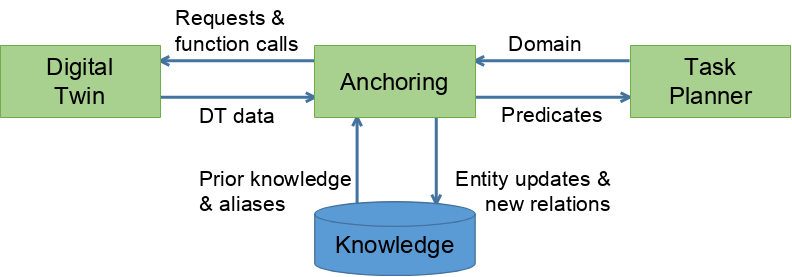 Requests &
function calls
Digital
Twin
DT data
Anchoring
Domain
Predicates
Task
Planner
Prior knowledge
& aliases
Entity updates &
new relations
Knowledge